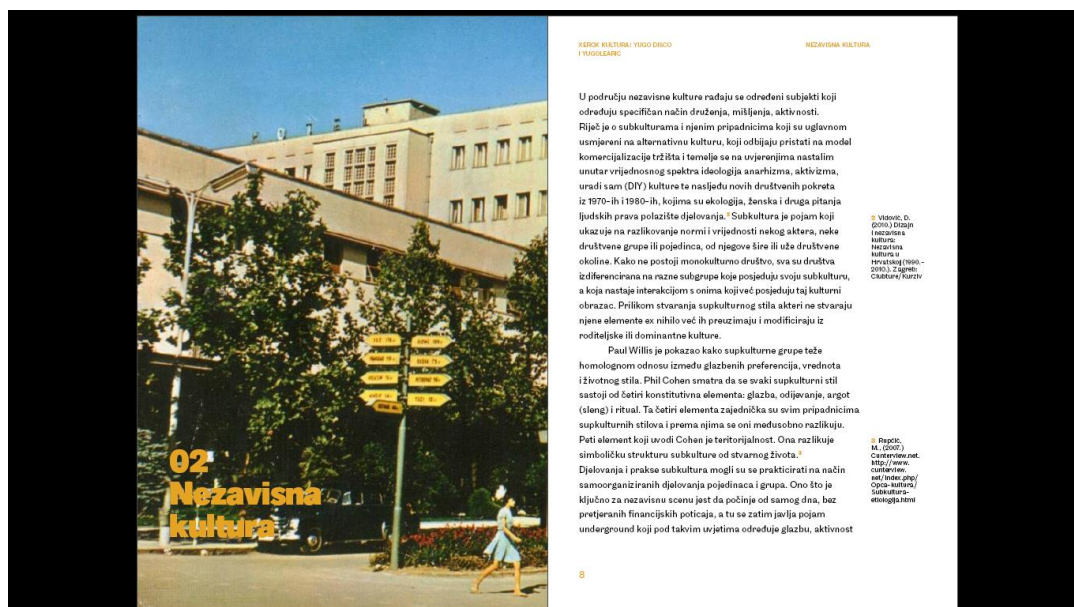 02
Nezavisna
kultura
XEROX KULTURA: YUGO DISCO
I YUGOLEARIC
NEZAVISNA KULTURA
U području nezavisne kulture rađaju se određeni subjekti koji
određuju specifičan način druženja, mišljenja, aktivnosti.
Riječ je o subkulturama i njenim pripadnicima koji su uglavnom
usmjereni na alternativnu kulturu, koji odbijaju pristati na model
komercijalizacije tržišta i temelje se na uvjerenjima nastalim
unutar vrijednosnog spektra ideologija anarhizma, aktivizma,
uradi sam (DIY) kulture te nasljeđu novih društvenih pokreta
iz 1970-ih i 1980-ih, kojima su ekologija, ženska i druga pitanja
ljudskih prava polazište djelovanja.² Subkultura je pojam koji
ukazuje na razlikovanje normi i vrijednosti nekog aktera, neke
društvene grupe ili pojedinca, od njegove šire ili uže društvene
okoline. Kako ne postoji monokulturno društvo, sva su društva
izdiferencirana na razne subgrupe koje posjeduju svoju subkulturu,
a koja nastaje interakcijom s onima koji već posjeduju taj kulturni
obrazac. Prilikom stvaranja supkulturnog stila akteri ne stvaraju
njene elemente ex nihilo već ih preuzimaju i modificiraju iz
roditeljske ili dominantne kulture.
Paul Willis je pokazao kako supkulturne grupe teže
homolognom odnosu između glazbenih preferencija, vrednota
i životnog stila. Phil Cohen smatra da se svaki supkulturni stil
sastoji od četiri konstitutivna elementa: glazba, odijevanje, argot
(sleng) i ritual. Ta četiri elementa zajednička su svim pripadnicima
supkulturnih stilova i prema njima se oni međusobno razlikuju.
Peti element koji uvodi Cohen je teritorijalnost. Ona razlikuje
simboličku strukturu subkulture od stvarnog života.³
Djelovanja i prakse subkultura mogli su se prakticirati na način
samoorganiziranih djelovanja pojedinaca i grupa. Ono što je
ključno za nezavisnu scenu jest da počinje od samog dna, bez
pretjeranih financijskih poticaja, a tu se zatim javlja pojam
underground koji pod takvim uvjetima određuje glazbu, aktivnost
2 Vidović, D.
(2010.) Dizajn
i nezavisna
kultura:
Nezavisna
kultura u
Hrvatskoj (1990.–
2010.). Zagreb:
Clubture/Kurziv
3 Rupčić,
M., (2007.)
Cunterview.net.
http://www.
cunterview.
net/index.php/
Opca-kultura/
Subkultura-
etiologija.html
8